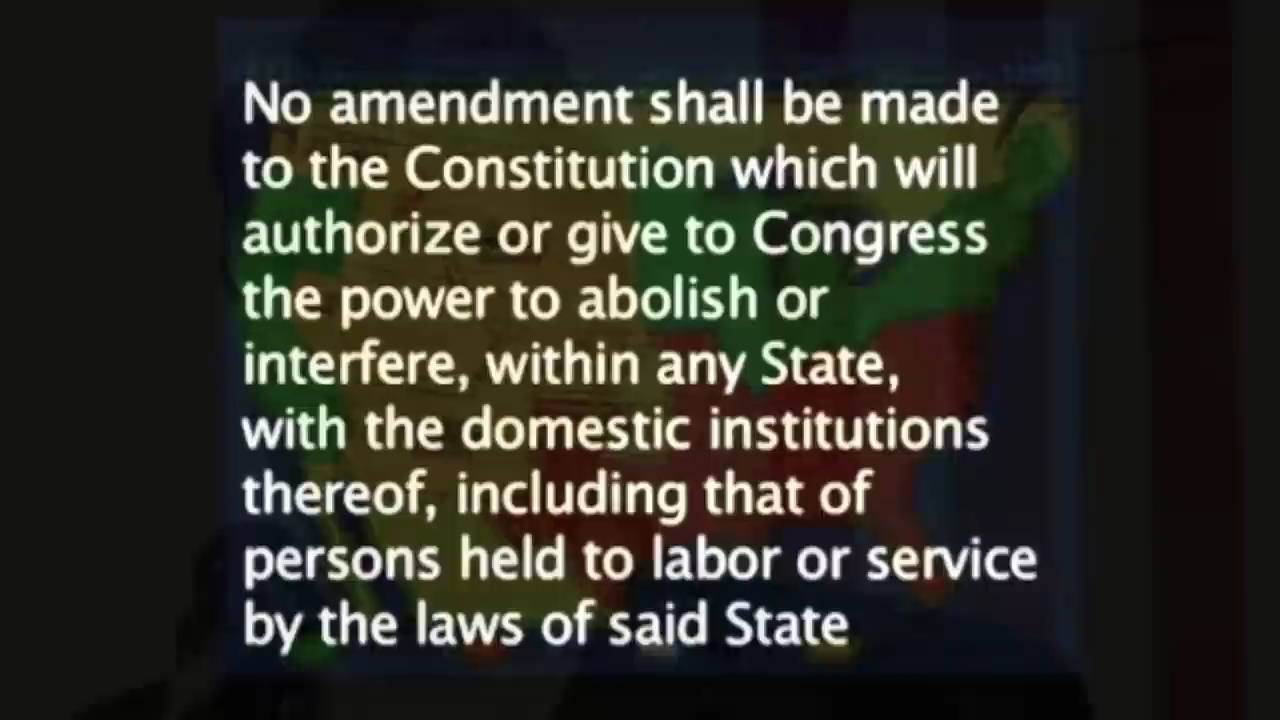 No amendment shall be made
to the Constitution which will
authorize or give to Congress
the power to abolish or
interfere, within any State,
with the domestic institutions
thereof, including that of
persons held to labor or service
by the laws of said State